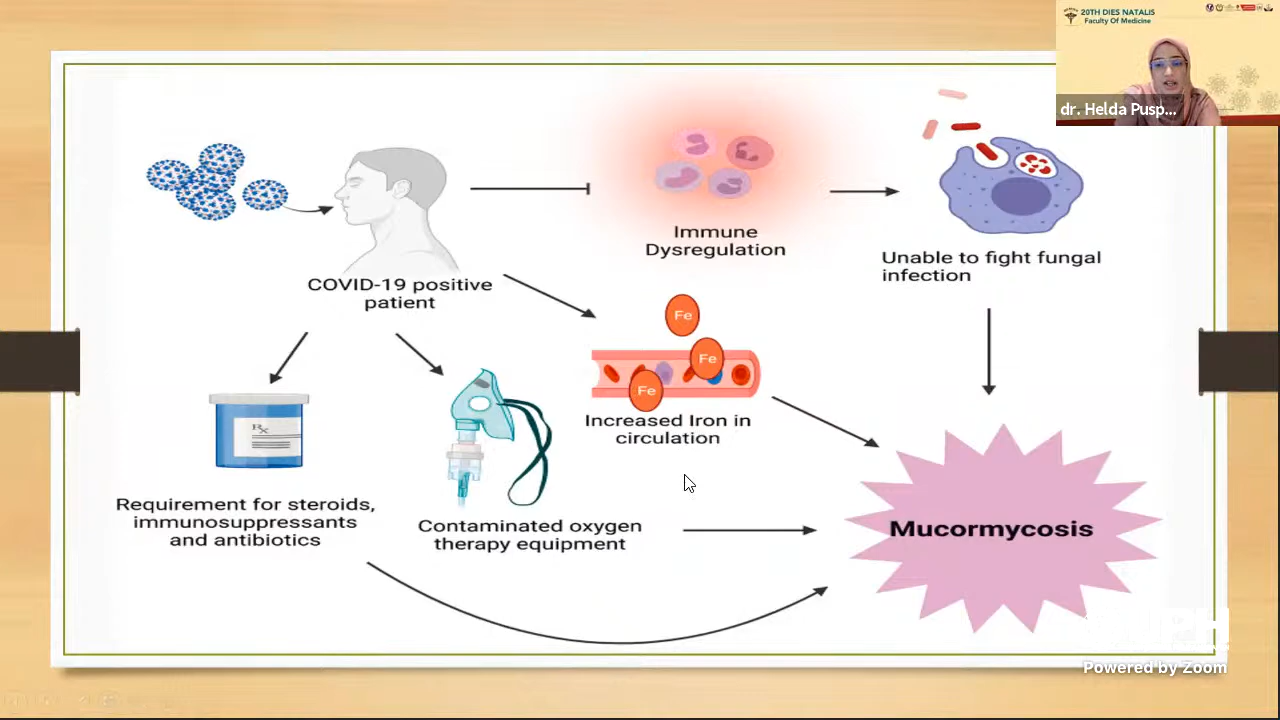 20TH DIES NATALIS
Faculty Of Medicine
dr. Helda Pusp...
Immune
Dysregulation
Unable to fight fungal
infection
COVID-19 positive
patient
Fe
Fe
Fe
Increased Iron in
circulation
Rx
Requirement for steroids,
immunosuppressants
and antibiotics
Contaminated oxygen
therapy equipment
Mucormycosis
Powered by Zoom